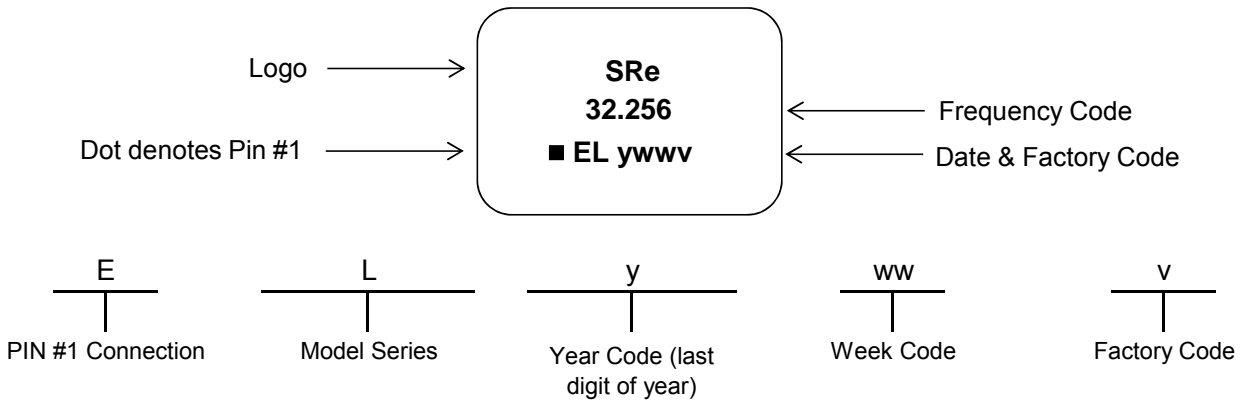 Logo
SRe
32.256
Frequency Code
Dot denotes Pin #1
■ EL ywwv
Date & Factory Code
E
L
y
ww
v
PIN #1 Connection
Model Series
Year Code (last
digit of year)
Week Code
Factory Code